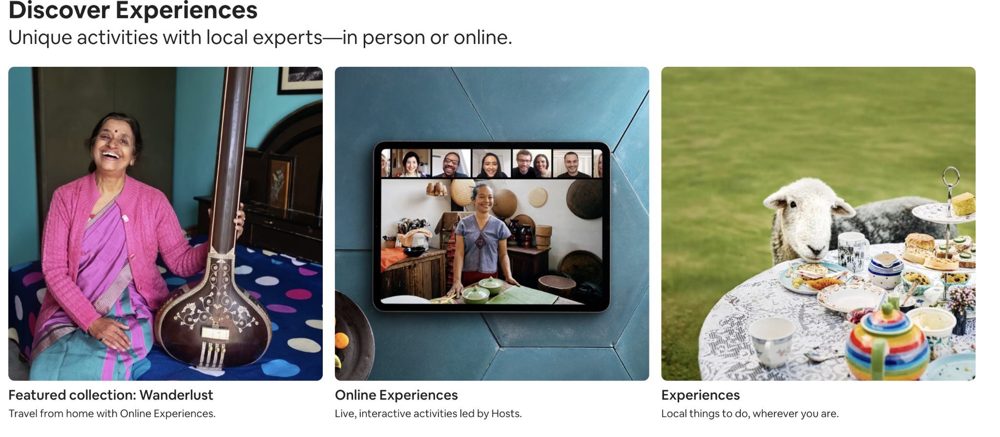 Discover Experiences
Unique activities with local experts—in person or online.
Featured collection: Wanderlust
Travel from home with Online Experiences.
Online Experiences
Live, interactive activities led by Hosts.
Experiences
Local things to do, wherever you are.